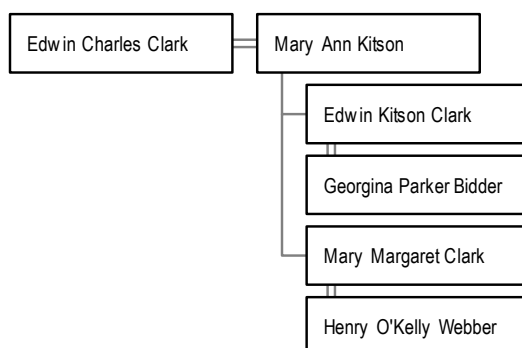 Edwin Charles Clark
Mary Ann Kitson
Edwin Kitson Clark
Georgina Parker Bidder
Mary Margaret Clark
Henry O'Kelly Webber